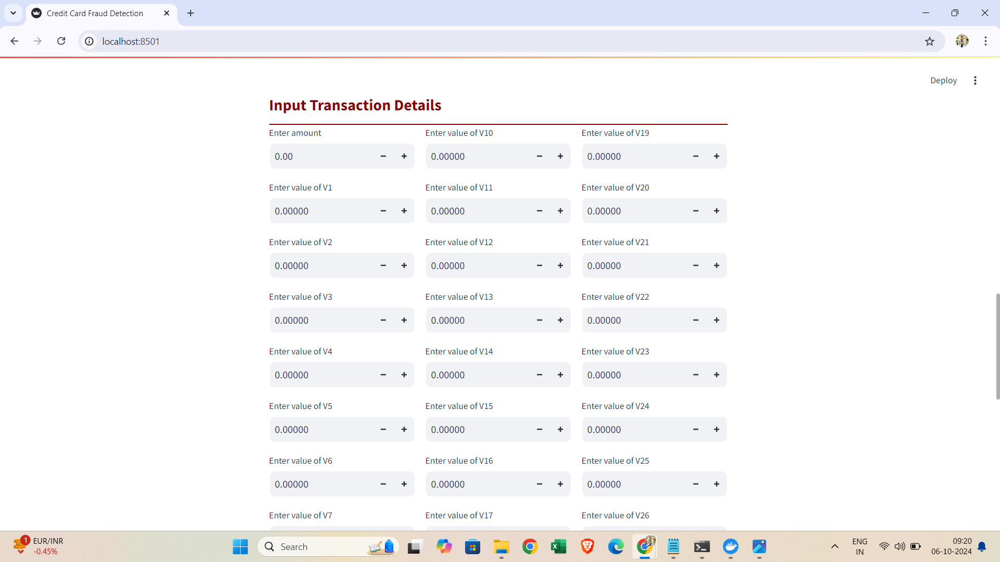 Credit Card Fraud Detection
localhost:8501
Deploy
Input Transaction Details
Enter amount Enter value of V10 Enter value of V19
0.00 0.00000 0.00000
Enter value of V1 Enter value of V11 Enter value of V20
0.00000 0.00000 0.00000
Enter value of V2 Enter value of V12 Enter value of V21
0.00000 0.00000 0.00000
Enter value of V3 Enter value of V13 Enter value of V22
0.00000 0.00000 0.00000
Enter value of V4 Enter value of V14 Enter value of V23
0.00000 0.00000 0.00000
Enter value of V5 Enter value of V15 Enter value of V24
0.00000 0.00000 0.00000
Enter value of V6 Enter value of V16 Enter value of V25
0.00000 0.00000 0.00000
Enter value of V7 Enter value of V17 Enter value of V26
1 EUR/INR
-0.45%
Search
ENG
IN
09:20
06-10-2024